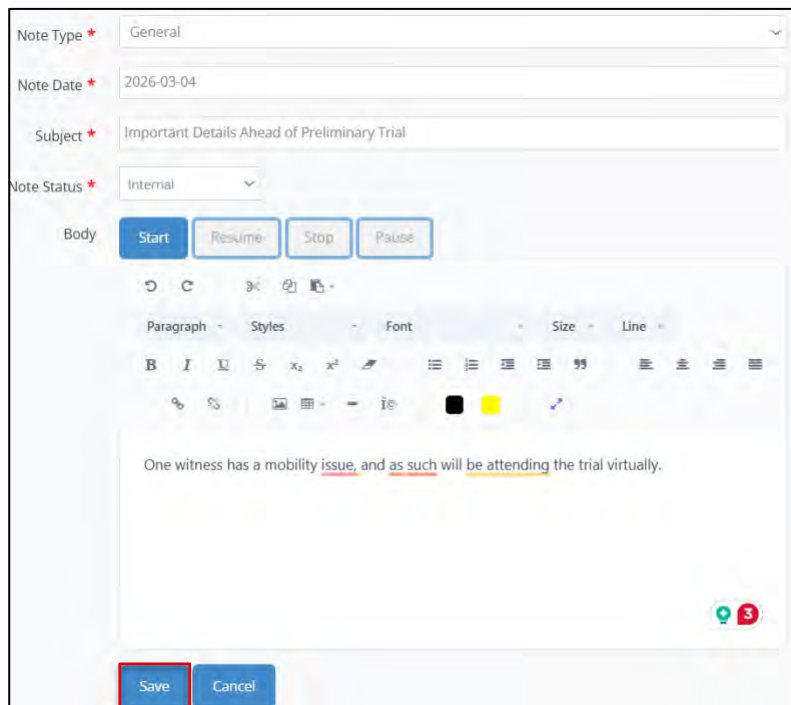 Note Type * General
Note Date * 2026-03-04
Subject * Important Details Ahead of Preliminary Trial
Note Status * Internal
Body Start Resume Stop Pause
Paragraph Styles Font Size Line
B I U S x₂ x²
One witness has a mobility issue, and as such will be attending the trial virtually.
3
Save Cancel